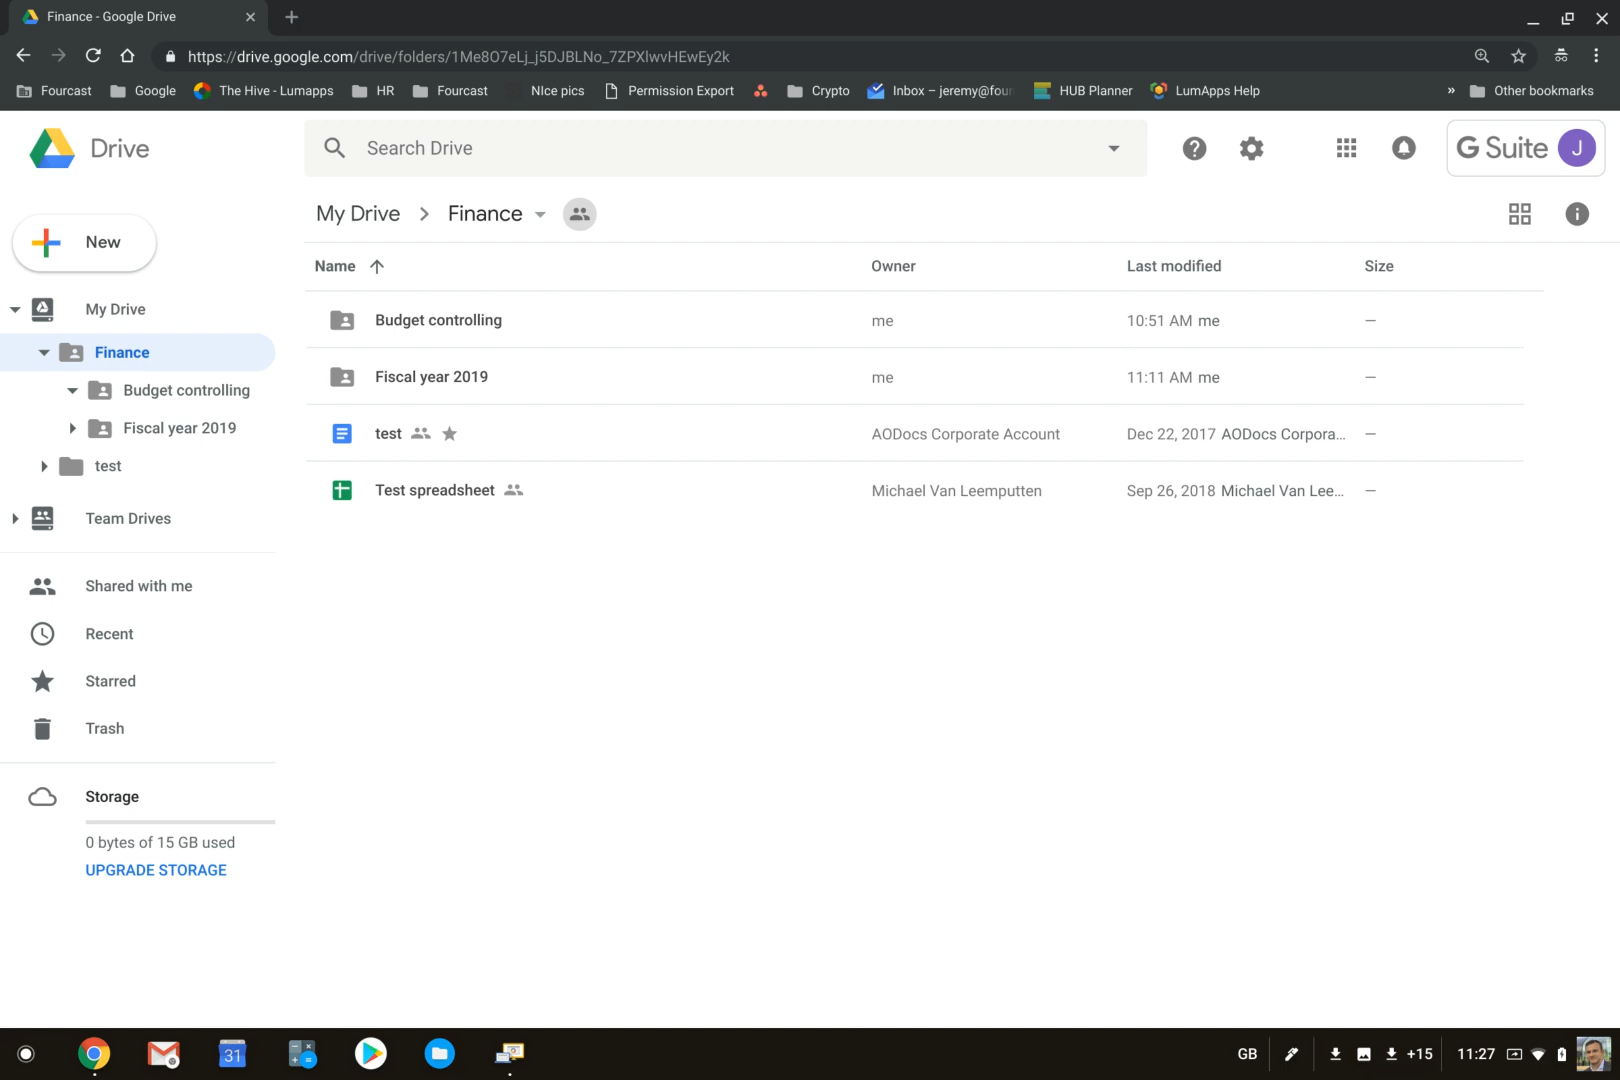 Finance - Google Drive
https://drive.google.com/drive/folders/1Me8O7eLj_j5DJBLNo_7ZPXlwvHEwEy2k
Fourcast Google The Hive - Lumapps HR Fourcast NIce pics Permission Export Crypto Inbox – jeremy@four HUB Planner LumApps Help » Other bookmarks
Drive Search Drive G Suite J
My Drive > Finance
New
Name Owner Last modified Size
My Drive
Budget controlling me 10:51 AM me —
Finance
Fiscal year 2019 me 11:11 AM me —
Budget controlling
Fiscal year 2019
test AODocs Corporate Account Dec 22, 2017 AODocs Corpora... —
test
Test spreadsheet Michael Van Leemputten Sep 26, 2018 Michael Van Lee... —
Team Drives
Shared with me
Recent
Starred
Trash
Storage
0 bytes of 15 GB used
UPGRADE STORAGE
31 GB +15 11:27